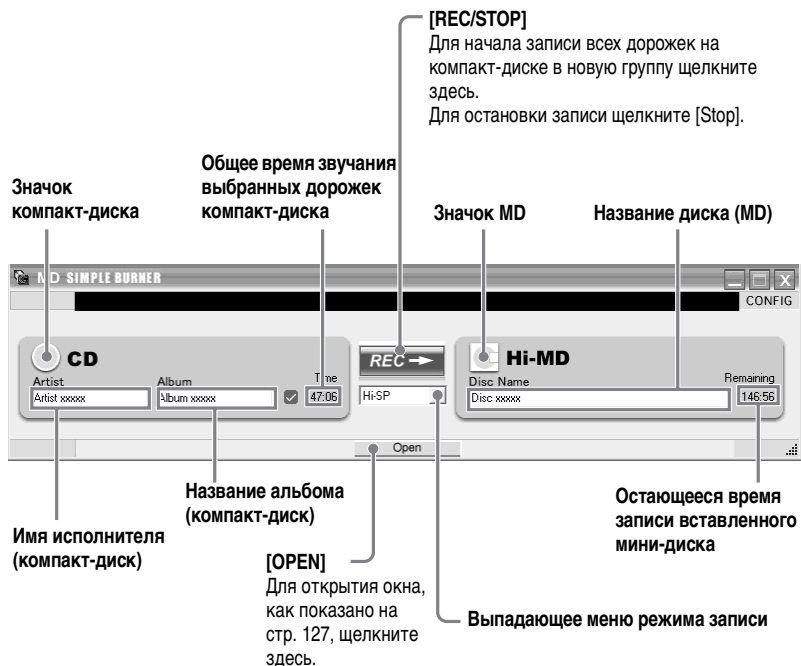 [REC/STOP]
Для начала записи всех дорожек на
компакт-диске в новую группу щелкните
здесь.
Для остановки записи щелкните [Stop].
Общее время звучания
выбранных дорожек
компакт-диска
Значок
компакт-диска
Значок MD
Название диска (MD)
MD SIMPLE BURNER
CONFIG
CD
Artist
Artist xxxxx
Album
Album xxxxx
Time
47:06
REC
Hi-SP
Hi-MD
Disc Name
Disc xxxxx
Remaining
146:56
Open
Имя исполнителя
(компакт-диск)
Название альбома
(компакт-диск)
[OPEN]
Для открытия окна,
как показано на
стр. 127, щелкните
здесь.
Выпадающее меню режима записи
Остающееся время
записи вставленного
мини-диска